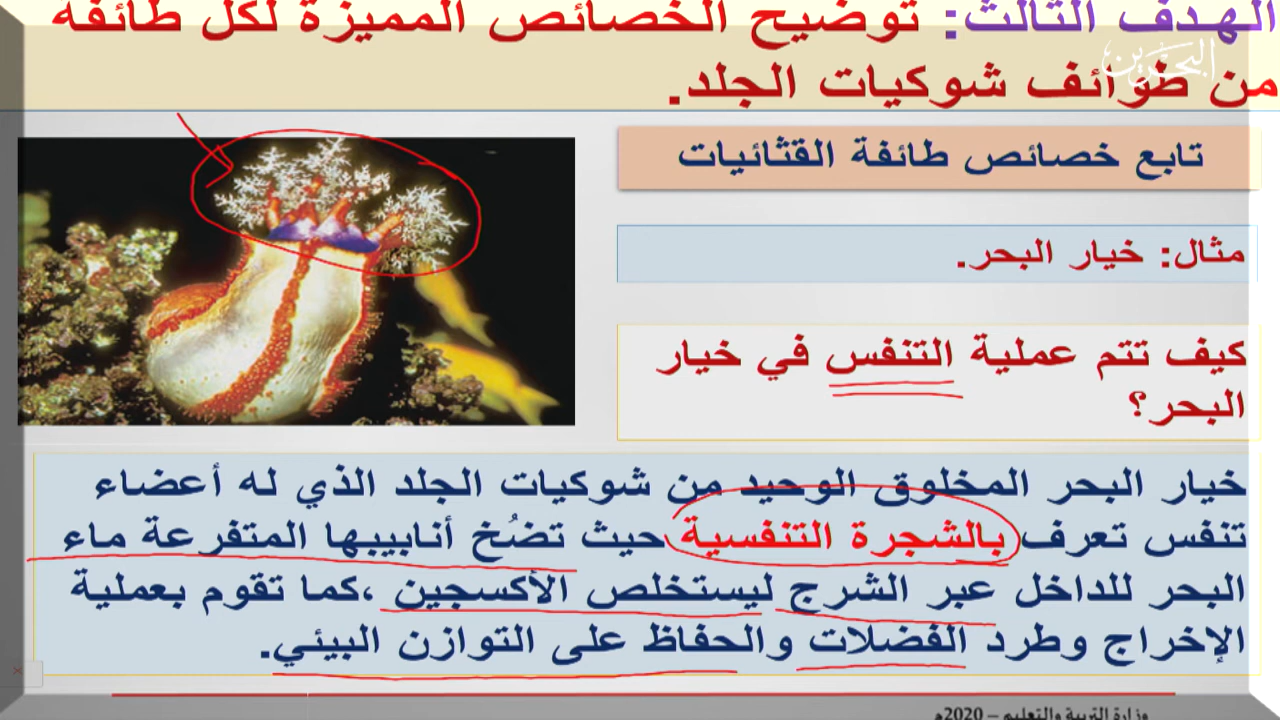 الهدف الثالث: توضيح الخصائص المميزة لكل طائفة
من طوائف شوكيات الجلد.
البحرين
تابع خصائص طائفة القثائيات
مثال: خيار البحر.
كيف تتم عملية التنفس في خيار
البحر؟
خيار البحر المخلوق الوحيد من شوكيات الجلد الذي له أعضاء
تنفس تعرف بالشجرة التنفسية حيث تضُخ أنابيبها المتفرعة ماء
البحر للداخل عبر الشرج ليستخلص الأكسجين ،كما تقوم بعملية
الإخراج وطرد الفضلات والحفاظ على التوازن البيئي.
وزارة التربية والتعليم – 2020م